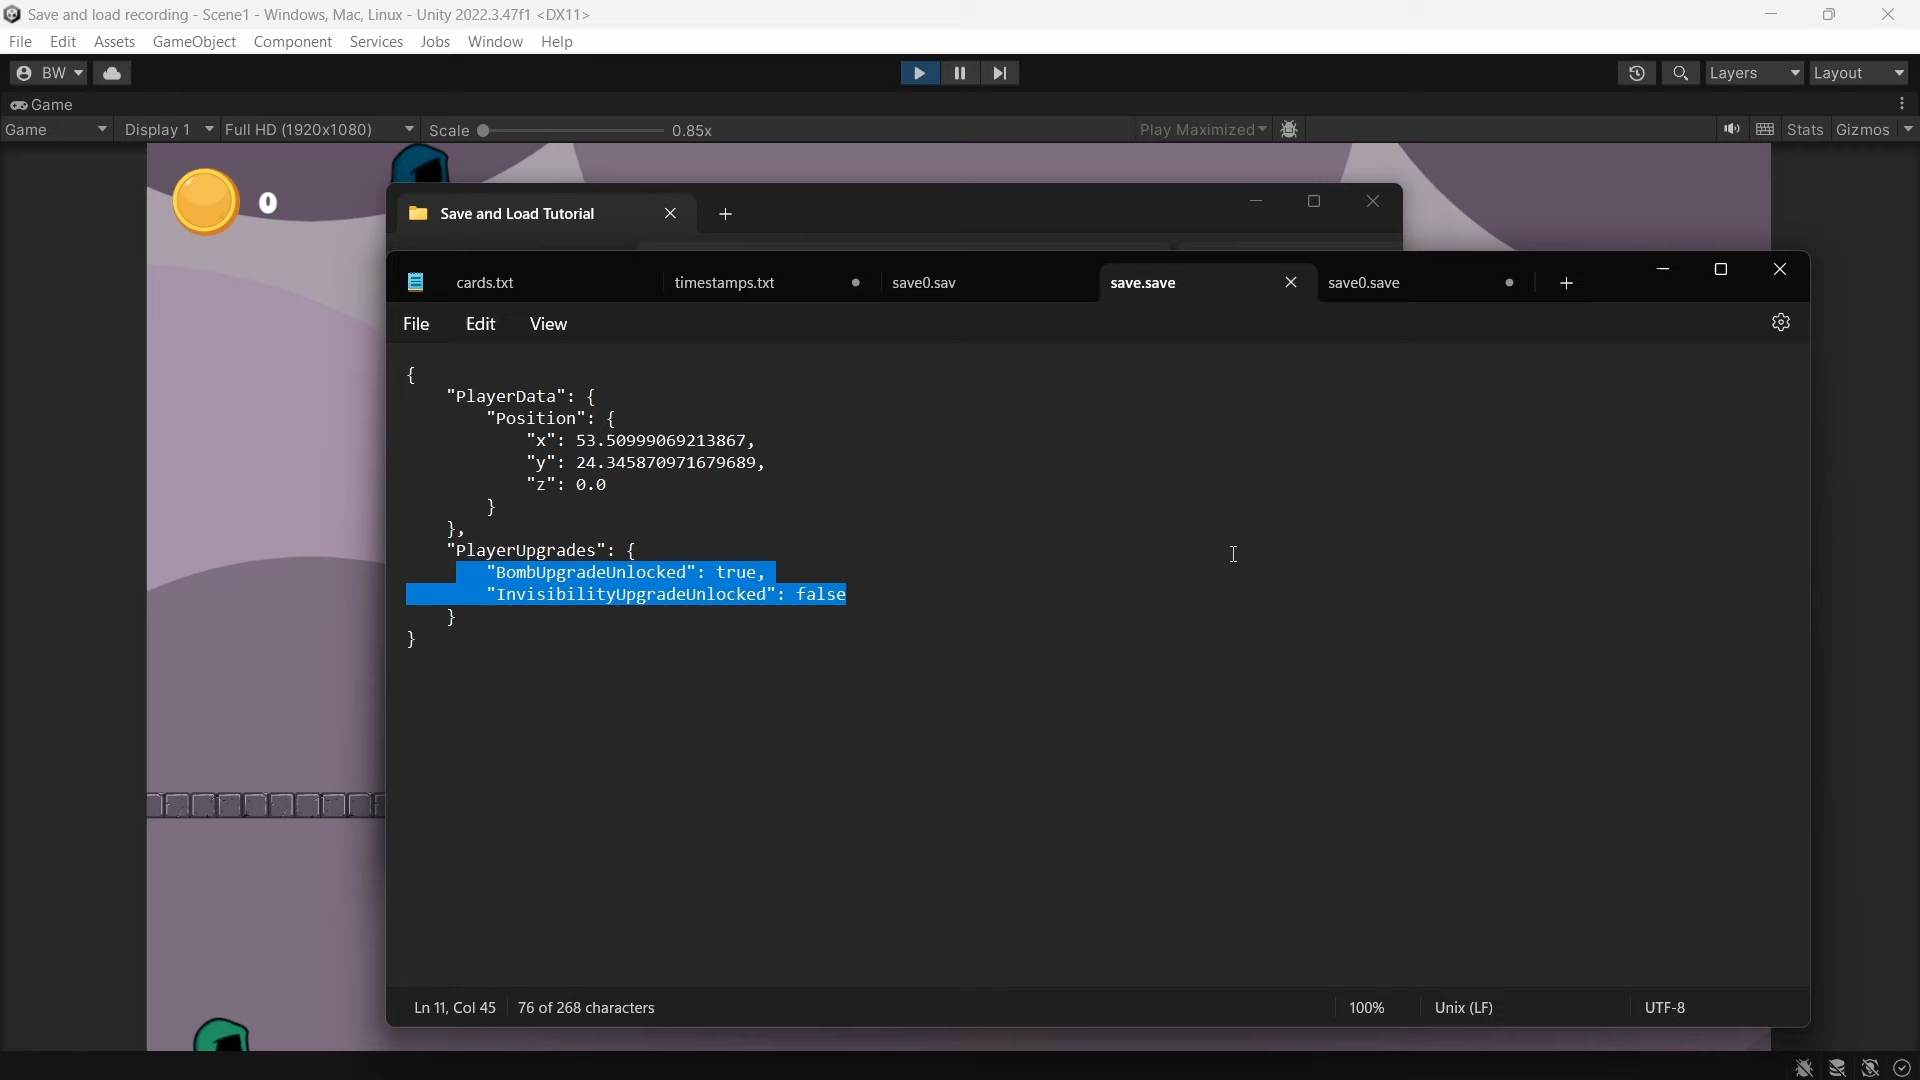 Save and load recording - Scene1 - Windows, Mac, Linux - Unity 2022.3.47f1 <DX11>
File Edit Assets GameObject Component Services Jobs Window Help
BW Layers Layout
Game
Game Display 1 Full HD (1920x1080) Scale 0.85x Play Maximized Stats Gizmos
0
Save and Load Tutorial
cards.txt timestamps.txt save0.sav save.save save0.save
File Edit View
{
"PlayerData": {
"Position": {
"x": 53.50999069213867,
"y": 24.345870971679689,
"z": 0.0
}
},
"PlayerUpgrades": {
"BombUpgradeUnlocked": true,
"InvisibilityUpgradeUnlocked": false
}
}
Ln 11, Col 45 76 of 268 characters 100% Unix (LF) UTF-8